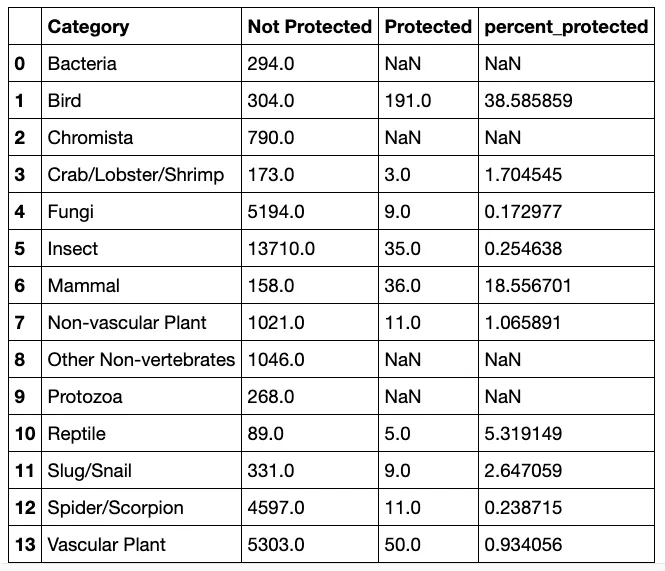 Category Not Protected Protected percent_protected
0 Bacteria 294.0 NaN NaN
1 Bird 304.0 191.0 38.585859
2 Chromista 790.0 NaN NaN
3 Crab/Lobster/Shrimp 173.0 3.0 1.704545
4 Fungi 5194.0 9.0 0.172977
5 Insect 13710.0 35.0 0.254638
6 Mammal 158.0 36.0 18.556701
7 Non-vascular Plant 1021.0 11.0 1.065891
8 Other Non-vertebrates 1046.0 NaN NaN
9 Protozoa 268.0 NaN NaN
10 Reptile 89.0 5.0 5.319149
11 Slug/Snail 331.0 9.0 2.647059
12 Spider/Scorpion 4597.0 11.0 0.238715
13 Vascular Plant 5303.0 50.0 0.934056